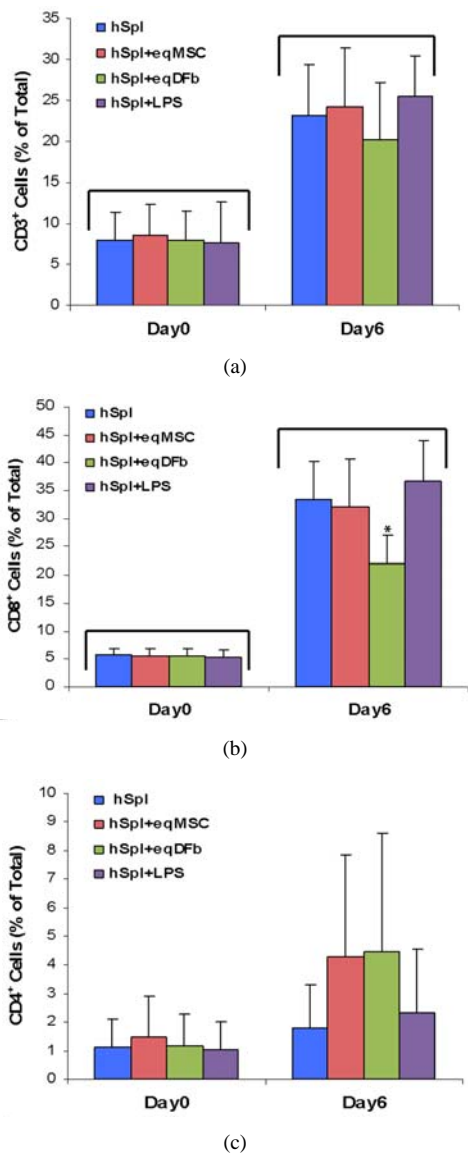 35
30
25
20
15
10
5
0
CD3⁺ Cells (% of Total)
hSpl
hSpl+eqMSC
hSpl+eqDFb
hSpl+LPS
Day0 Day6
(a)
50
45
40
35
30
25
20
15
10
5
0
CD8⁺ Cells (% of Total)
hSpl
hSpl+eqMSC
hSpl+eqDFb
hSpl+LPS
*
Day0 Day6
(b)
10
9
8
7
6
5
4
3
2
1
0
CD4⁺ Cells (% of Total)
hSpl
hSpl+eqMSC
hSpl+eqDFb
hSpl+LPS
Day0 Day6
(c)